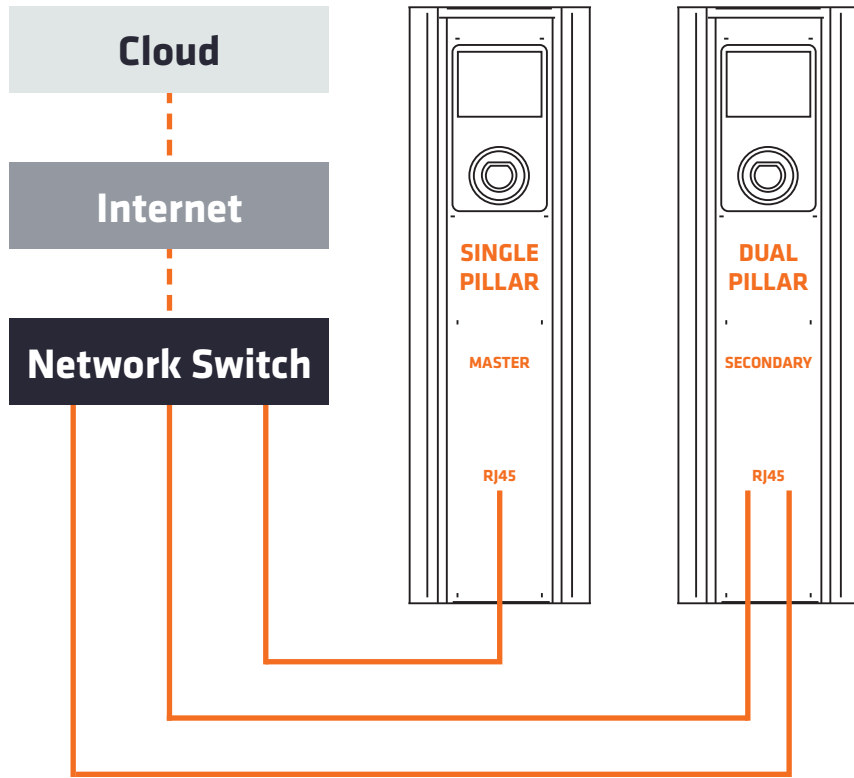 Cloud
Internet
Network Switch
SINGLE
PILLAR
MASTER
RJ45
DUAL
PILLAR
SECONDARY
RJ45